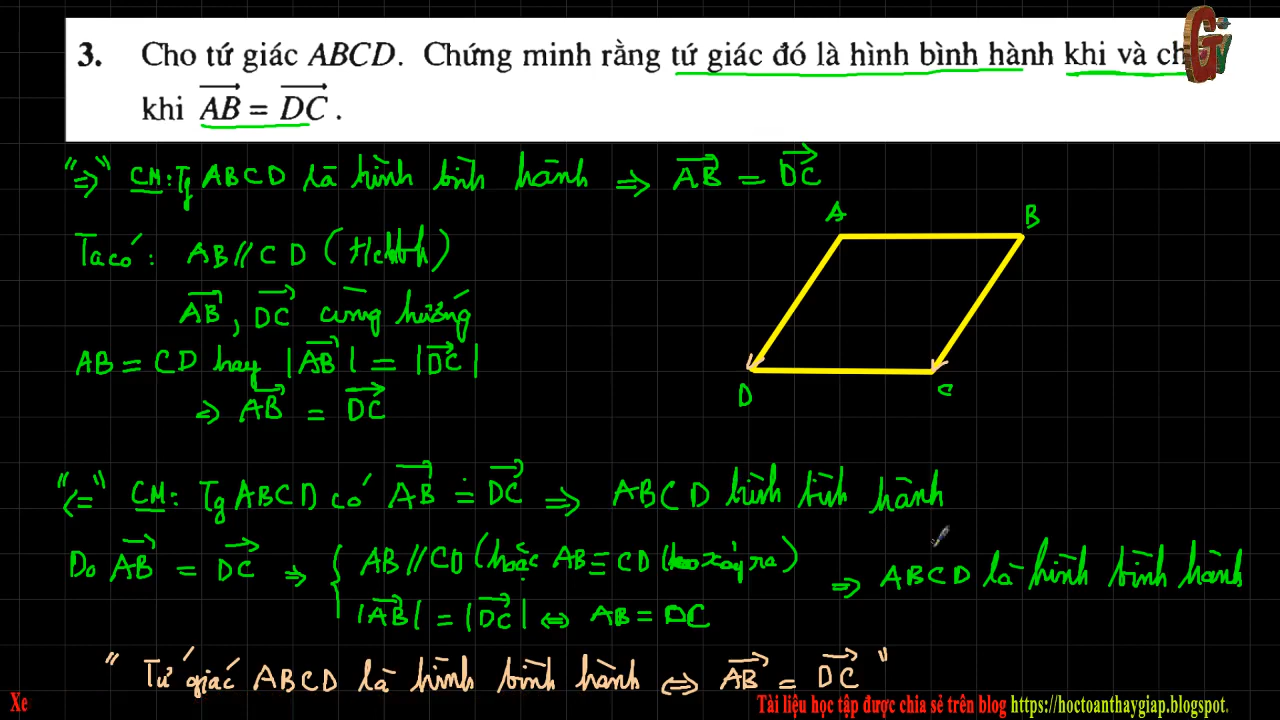 3. Cho tứ giác ABCD. Chứng minh rằng tứ giác đó là hình bình hành khi và ch
khi AB = DC.
"⇒" CM: Tg ABCD là hình bình hành ⇒ AB = DC
Ta có: AB // CD (t/c hbh)
AB, DC cùng hướng
AB = CD hay |AB| = |DC|
⇒ AB = DC
A B
D C
"⇐" CM: Tg ABCD có AB = DC ⇒ ABCD hình bình hành
Do AB = DC ⇒ { AB // CD (hoặc AB ≡ CD (ko xảy ra)
|AB| = |DC| ⇔ AB = DC
⇒ ABCD là hình bình hành
"Tứ giác ABCD là hình bình hành ⇔ AB = DC"
Xe
Tài liệu học tập được chia sẻ trên blog https://hoctoanthaygiap.blogspot.